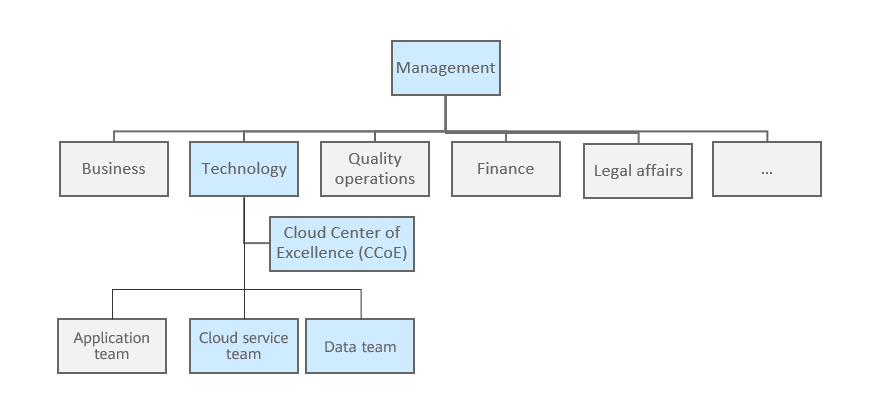 Management
Business
Technology
Quality
operations
Finance
Legal affairs
...
Cloud Center of
Excellence (CCoE)
Application
team
Cloud service
team
Data team